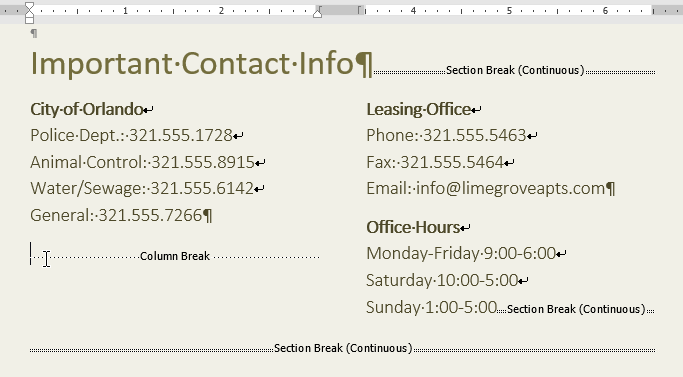 1 2 3 4 5 6
¶
Important·Contact·Info¶ Section Break (Continuous)
City·of·Orlando↵
Police·Dept.:·321.555.1728↵
Animal·Control:·321.555.8915↵
Water/Sewage:·321.555.6142↵
General:·321.555.7266¶
Column Break
Leasing·Office↵
Phone:·321.555.5463↵
Fax:·321.555.5464↵
Email:·info@limegroveapts.com¶
Office·Hours↵
Monday-Friday·9:00-6:00↵
Saturday·10:00-5:00↵
Sunday·1:00-5:00 Section Break (Continuous)
Section Break (Continuous)